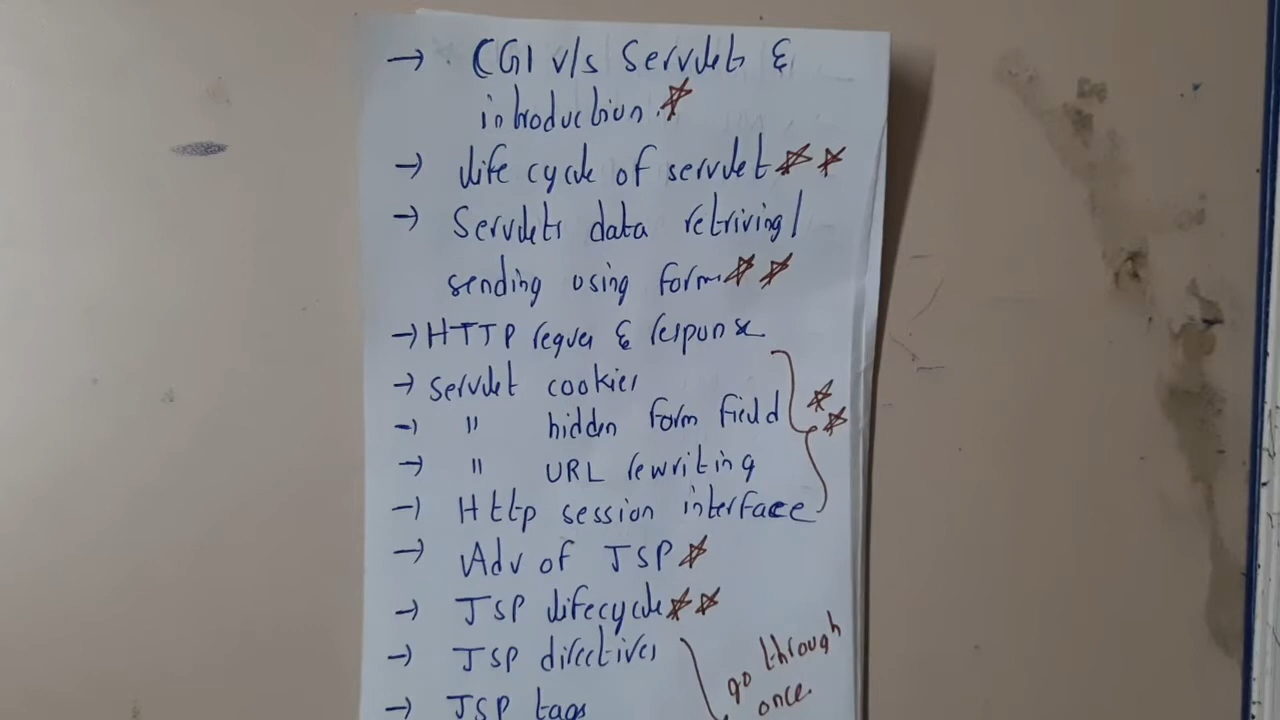 → CGI v/s Servlet &
introduction. ☆
→ life cycle of servlet ☆ ☆
→ Servlets data retriving/
sending using form ☆ ☆
→ HTTP reques & response
→ servlet cookies
→ " hidden form field ☆ ☆
→ " URL rewriting
→ Http session interface
→ Adv of JSP ☆
→ JSP lifecycle ☆ ☆
→ JSP directives
→ JSP tags
go through
once.